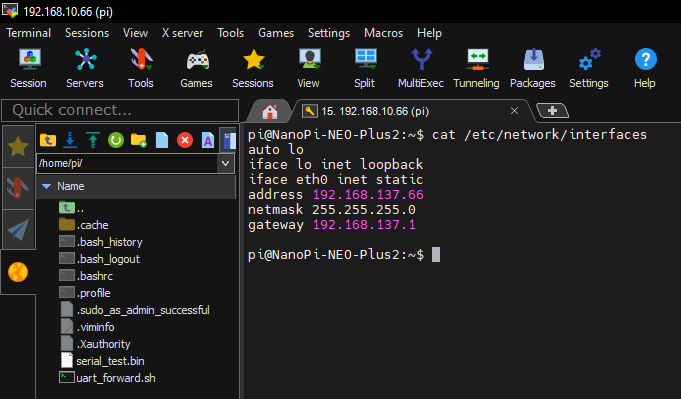 192.168.10.66 (pi)
Terminal Sessions View X server Tools Games Settings Macros Help
Session Servers Tools Games Sessions View Split MultiExec Tunneling Packages Settings Help
Quick connect...
15. 192.168.10.66 (pi)
/home/pi/
Name
..
.cache
.bash_history
.bash_logout
.bashrc
.profile
.sudo_as_admin_successful
.viminfo
.Xauthority
serial_test.bin
uart_forward.sh
pi@NanoPi-NEO-Plus2:~$ cat /etc/network/interfaces
auto lo
iface lo inet loopback
iface eth0 inet static
address 192.168.137.66
netmask 255.255.255.0
gateway 192.168.137.1
pi@NanoPi-NEO-Plus2:~$